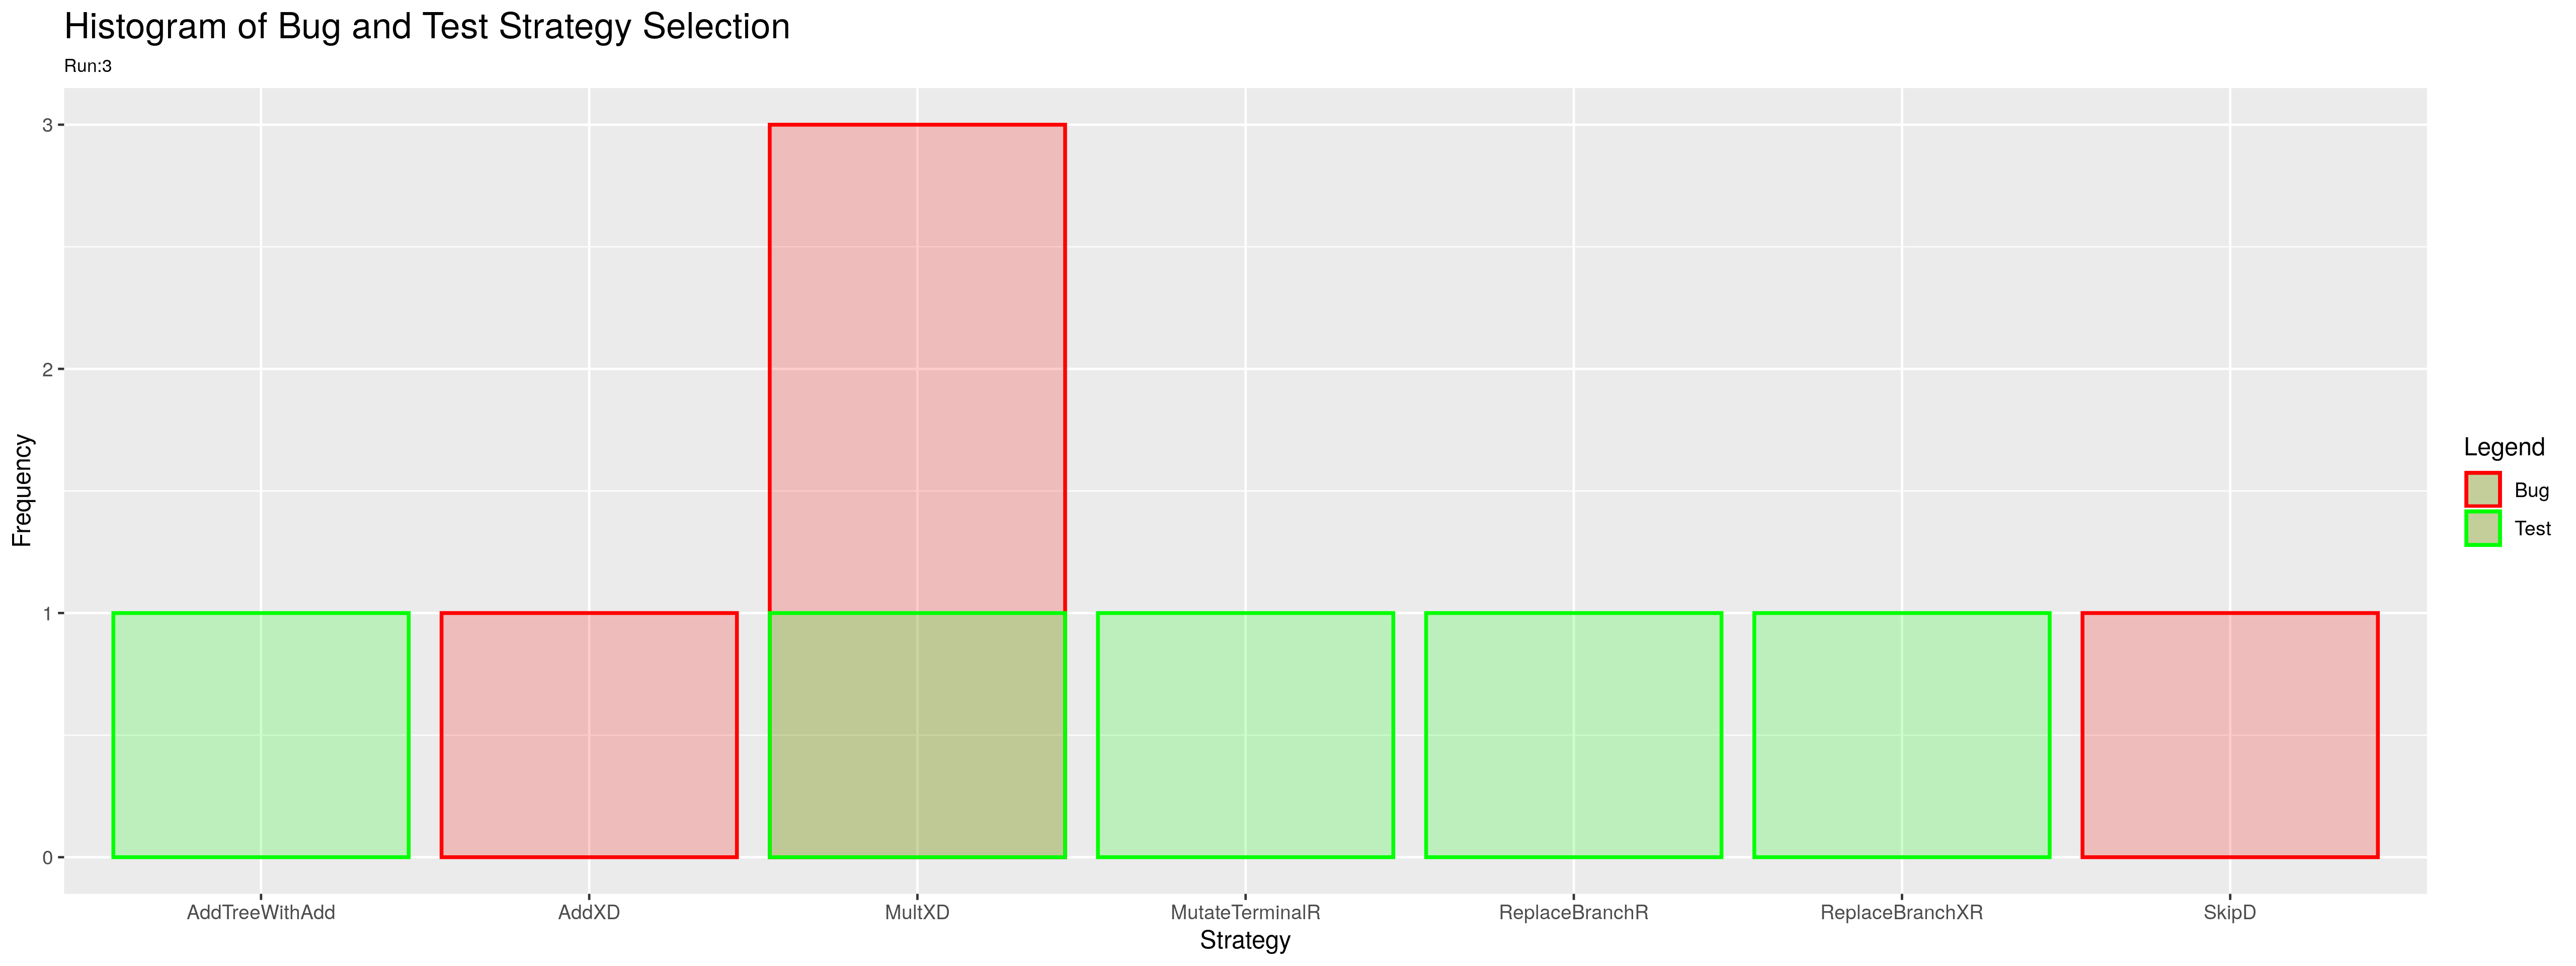 Histogram of Bug and Test Strategy Selection
Run:3
3
2
1
0
Frequency
AddTreeWithAdd AddXD MultXD MutateTerminalR ReplaceBranchR ReplaceBranchXR SkipD
Strategy
Legend
Bug
Test